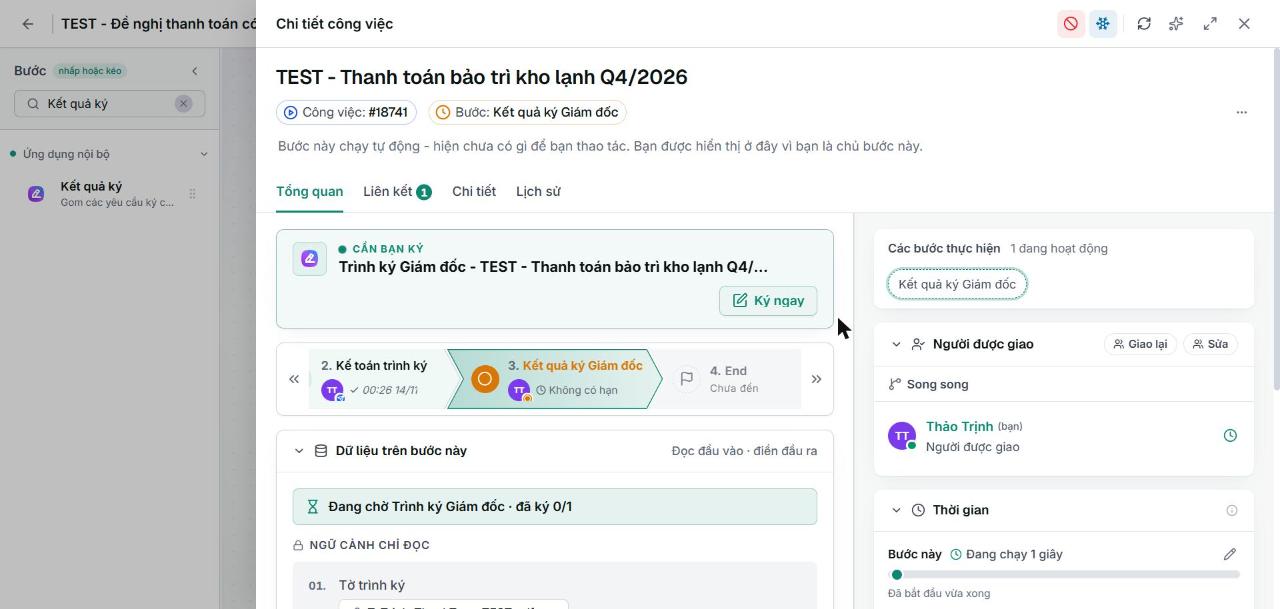 TEST - Đề nghị thanh toán có
Chi tiết công việc
Bước nhấp hoặc kéo
Kết quả ký
Ứng dụng nội bộ
Kết quả ký
Gom các yêu cầu ký c...
TEST - Thanh toán bảo trì kho lạnh Q4/2026
Công việc: #18741 Bước: Kết quả ký Giám đốc
Bước này chạy tự động - hiện chưa có gì để bạn thao tác. Bạn được hiển thị ở đây vì bạn là chủ bước này.
Tổng quan Liên kết 1 Chi tiết Lịch sử
CẦN BẠN KÝ
Trình ký Giám đốc - TEST - Thanh toán bảo trì kho lạnh Q4/...
Ký ngay
2. Kế toán trình ký
TT 00:26 14/11
3. Kết quả ký Giám đốc
TT Không có hạn
4. End
Chưa đến
Dữ liệu trên bước này Đọc đầu vào · điền đầu ra
Đang chờ Trình ký Giám đốc · đã ký 0/1
NGỮ CẢNH CHỈ ĐỌC
01. Tờ trình ký
Các bước thực hiện 1 đang hoạt động
Kết quả ký Giám đốc
Người được giao Giao lại Sửa
Song song
TT Thảo Trịnh (bạn)
Người được giao
Thời gian
Bước này Đang chạy 1 giây
Đã bắt đầu vừa xong